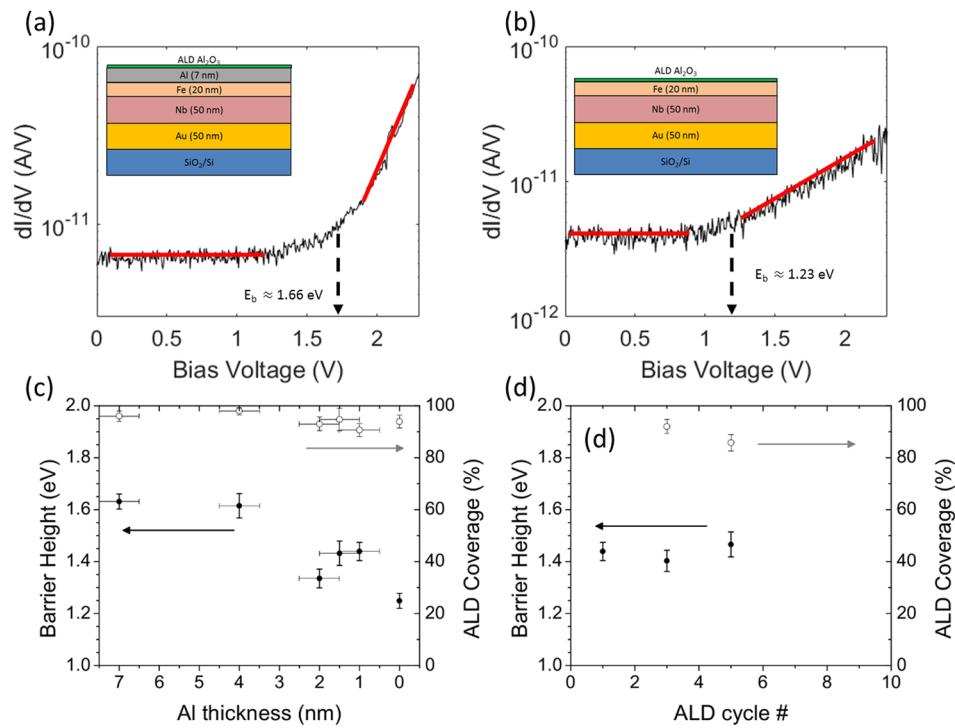 (a)
10^-10
10^-11
dI/dV (A/V)
ALD Al₂O₃
Al (7 nm)
Fe (20 nm)
Nb (50 nm)
Au (50 nm)
SiO₂/Si
E_b ≈ 1.66 eV
0 0.5 1 1.5 2
Bias Voltage (V)
(b)
10^-10
10^-11
10^-12
dI/dV (A/V)
ALD Al₂O₃
Fe (20 nm)
Nb (50 nm)
Au (50 nm)
SiO₂/Si
E_b ≈ 1.23 eV
0 0.5 1 1.5 2
Bias Voltage (V)
(c)
2.0
1.8
1.6
1.4
1.2
1.0
Barrier Height (eV)
100
80
60
40
20
0
ALD Coverage (%)
7 6 5 4 3 2 1 0
Al thickness (nm)
(d)
(d)
2.0
1.8
1.6
1.4
1.2
1.0
Barrier Height (eV)
100
80
60
40
20
0
ALD Coverage (%)
0 2 4 6 8 10
ALD cycle #